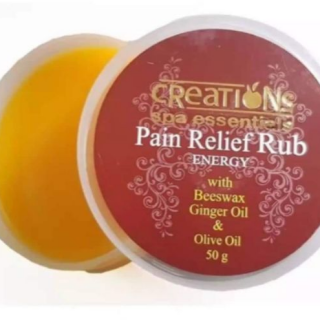 CREATIONS
spa essentials
Pain Relief Rub
ENERGY
with
Beeswax
Ginger Oil
&
Olive Oil
50 g